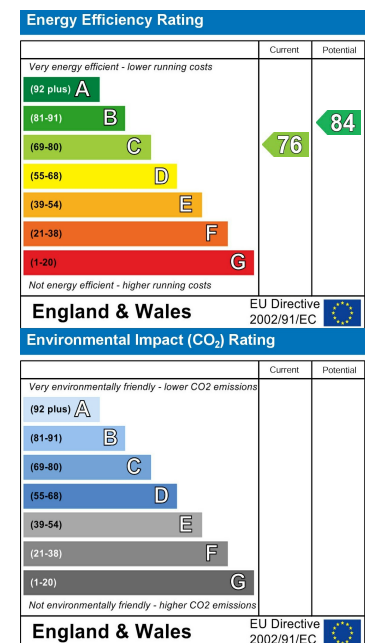 Energy Efficiency Rating
Current Potential
Very energy efficient - lower running costs
(92 plus) A
(81-91) B
84
(69-80) C
76
(55-68) D
(39-54) E
(21-38) F
(1-20) G
Not energy efficient - higher running costs
England & Wales
EU Directive
2002/91/EC
Environmental Impact (CO₂) Rating
Current Potential
Very environmentally friendly - lower CO2 emissions
(92 plus) A
(81-91) B
(69-80) C
(55-68) D
(39-54) E
(21-38) F
(1-20) G
Not environmentally friendly - higher CO2 emissions
England & Wales
EU Directive
2002/91/EC